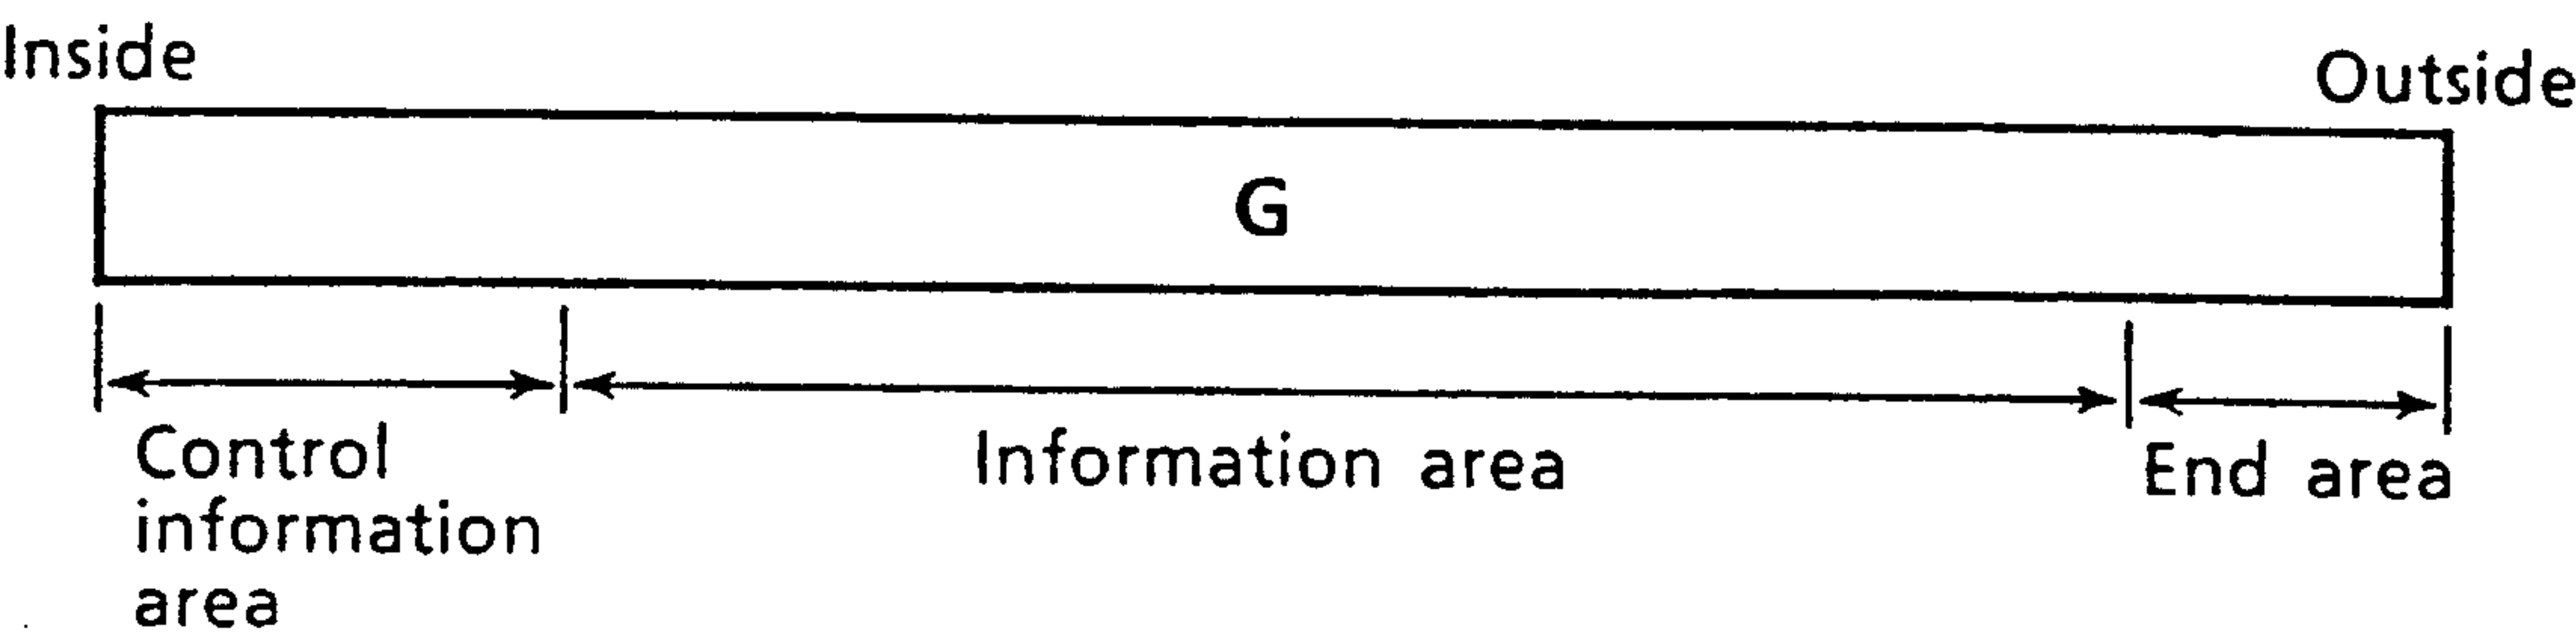 Inside
Outside
G
Control
information
area
Information area
End area